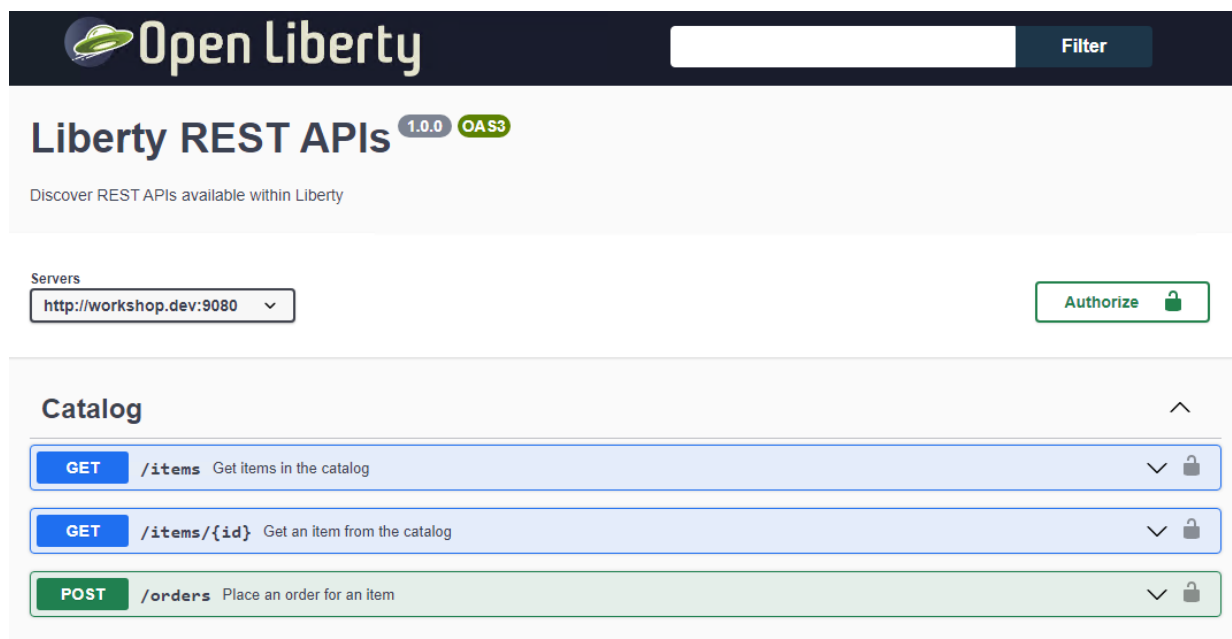 Open Liberty
Filter
Liberty REST APIs 1.0.0 OAS3
Discover REST APIs available within Liberty
Servers
http://workshop.dev:9080
Authorize
Catalog
GET /items Get items in the catalog
GET /items/{id} Get an item from the catalog
POST /orders Place an order for an item